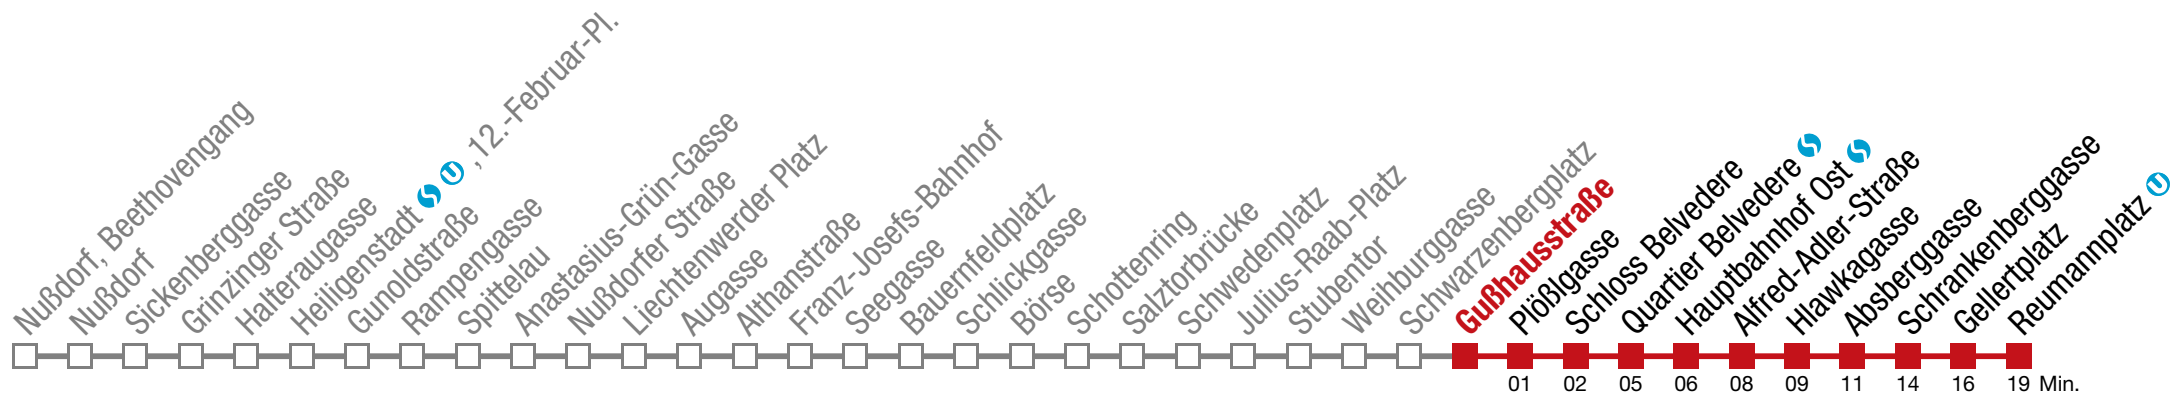 Nußdorf, Beethovengang
Nußdorf
Sickenberggasse
Grinzinger Straße
Halteraugasse
Heiligenstadt S U , 12.-Februar-Pl.
Gunoldstraße
Rampengasse
Spittelau
Anastasius-Grün-Gasse
Nußdorfer Straße
Liechtenwerder Platz
Augasse
Althanstraße
Franz-Josefs-Bahnhof
Seegasse
Bauernfeldplatz
Schlickgasse
Börse
Schottenring
Salztorbrücke
Schwedenplatz
Julius-Raab-Platz
Stubentor
Weihburggasse
Schwarzenbergplatz
Gußhausstraße
Plößlgasse
Schloss Belvedere
Quartier Belvedere S
Hauptbahnhof Ost S
Alfred-Adler-Straße
Hlawkagasse
Absberggasse
Schrankenberggasse
Gellertplatz
Reumannplatz U
01 02 05 06 08 09 11 14 16 19 Min.